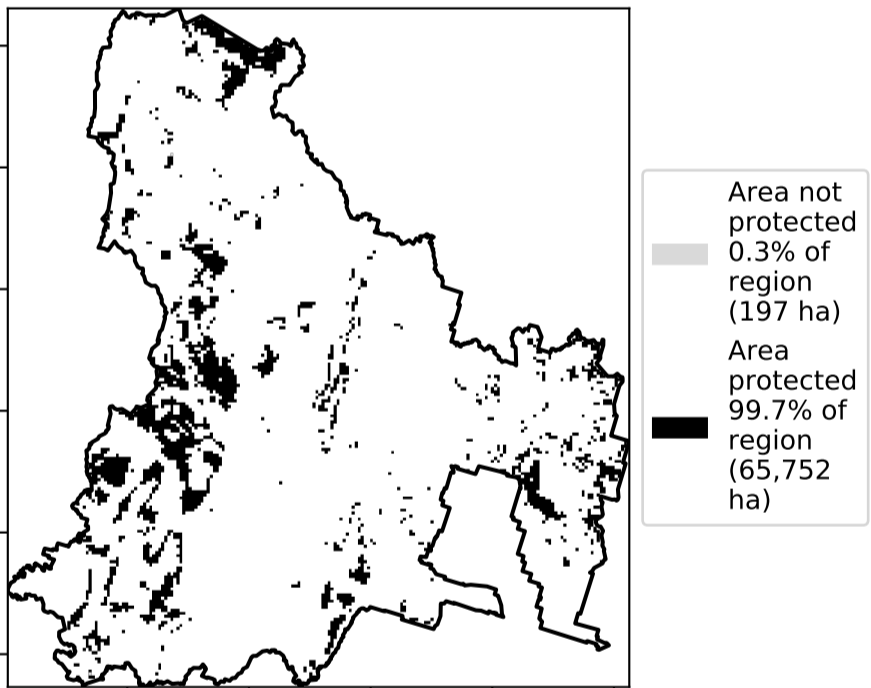 Area not
protected
0.3% of
region
(197 ha)
Area
protected
99.7% of
region
(65,752
ha)